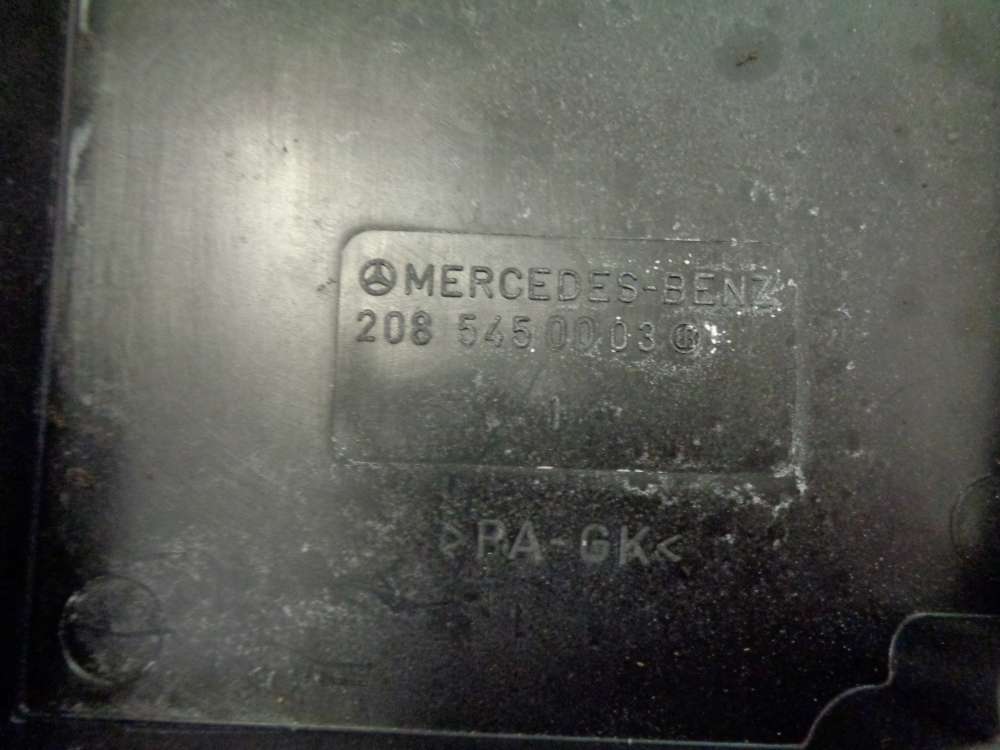 MERCEDES-BENZ
208 545 00 03
1
>PA-GK<